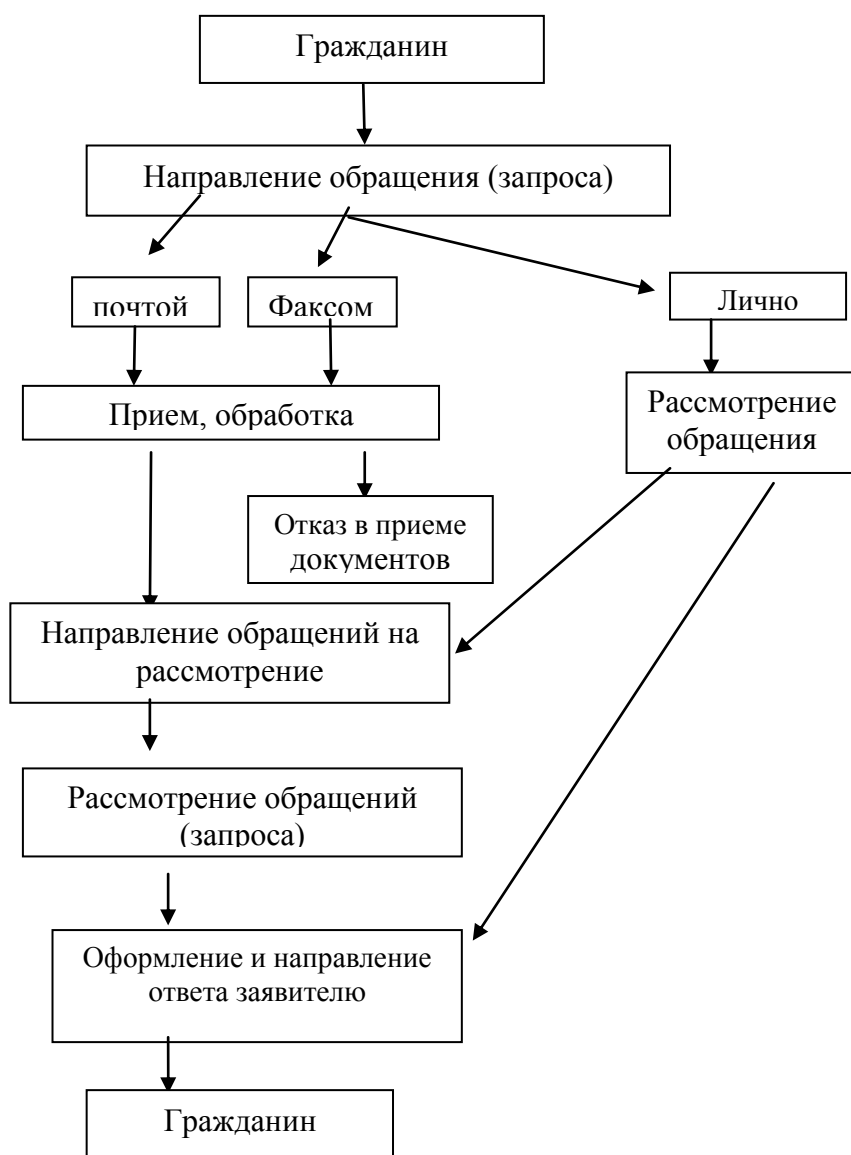 Гражданин
Направление обращения (запроса)
почтой
Факсом
Лично
Прием, обработка
Рассмотрение
обращения
Отказ в приеме
документов
Направление обращений на
рассмотрение
Рассмотрение обращений
(запроса)
Оформление и направление
ответа заявителю
Гражданин